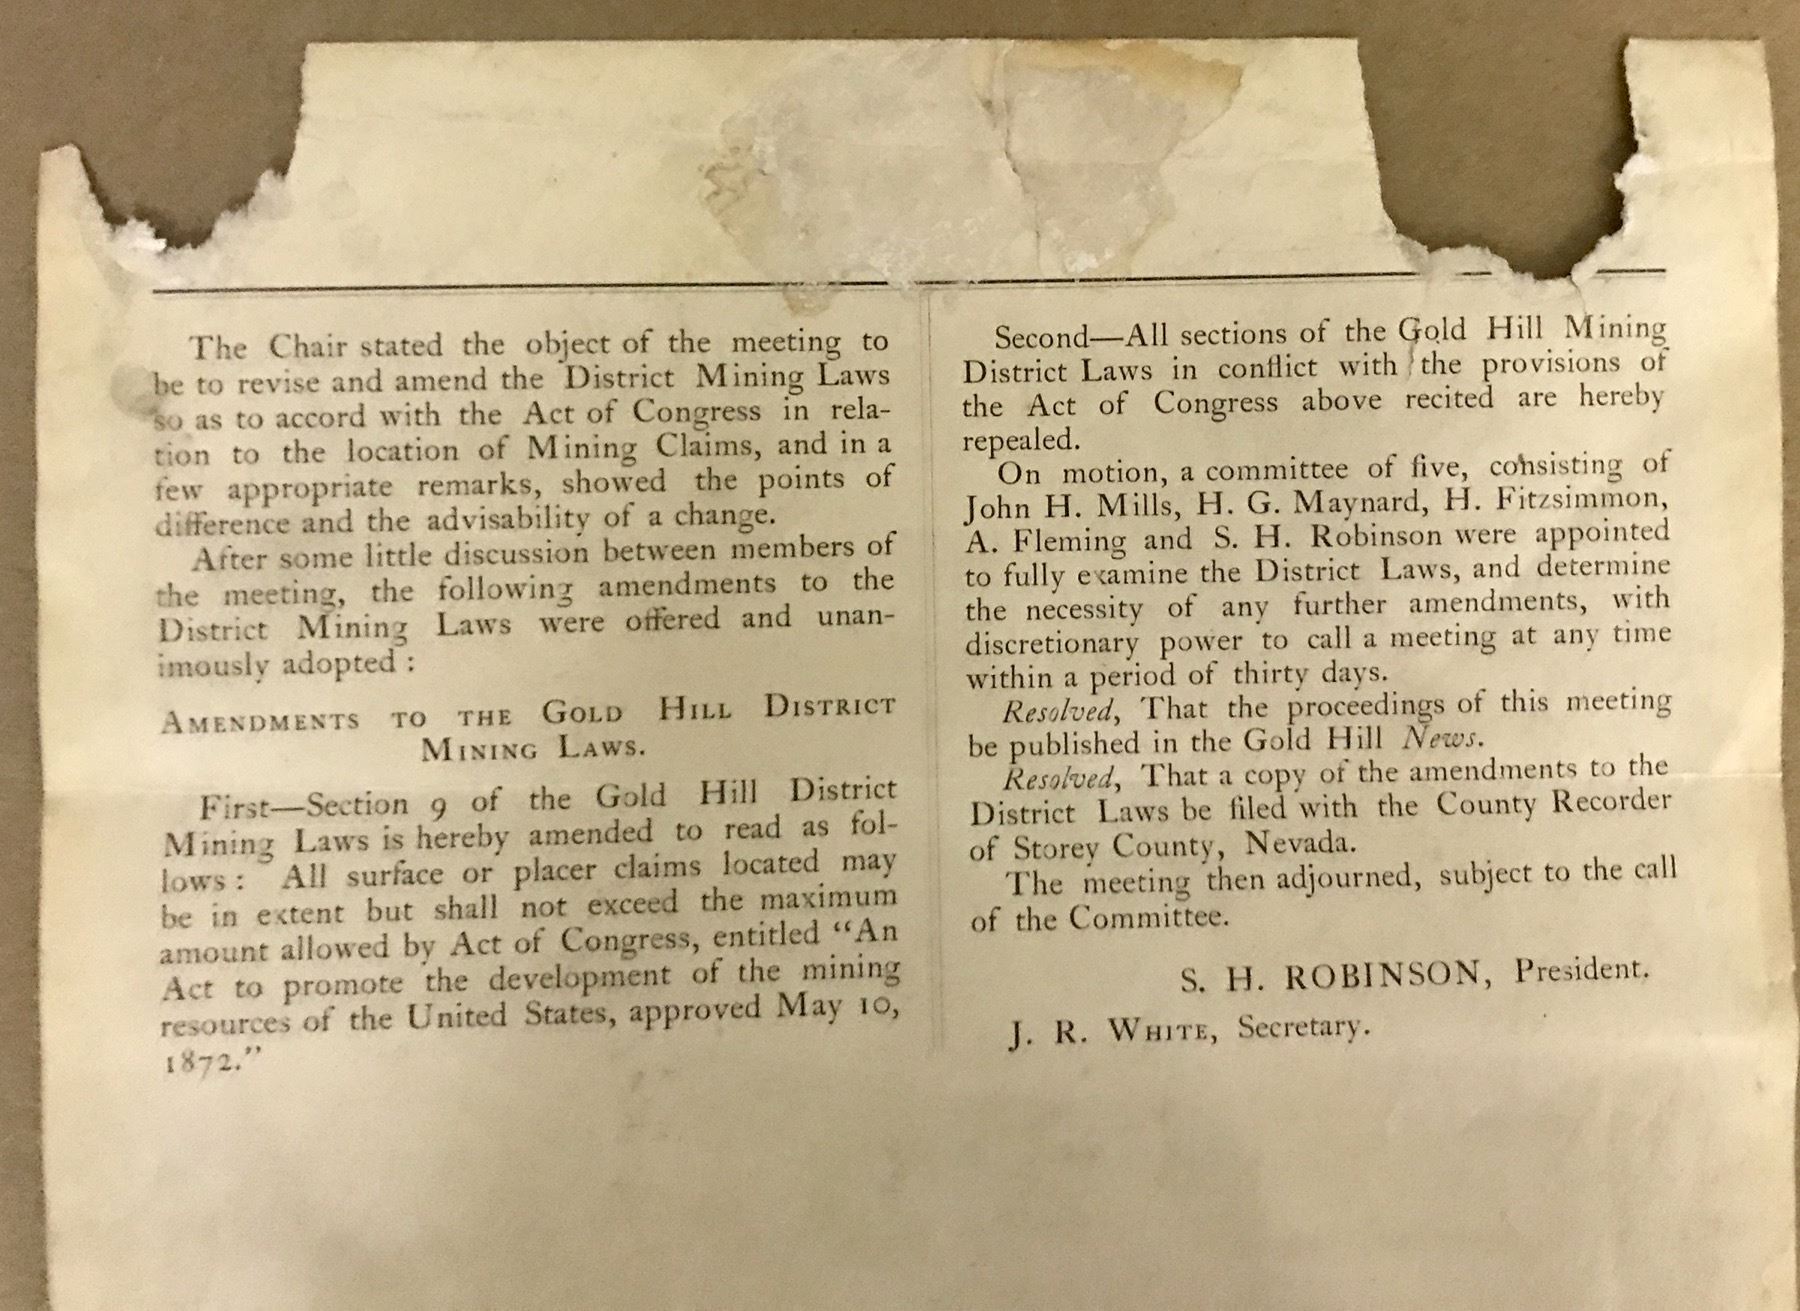 The Chair stated the object of the meeting to
be to revise and amend the District Mining Laws
so as to accord with the Act of Congress in rela-
tion to the location of Mining Claims, and in a
few appropriate remarks, showed the points of
difference and the advisability of a change.
After some little discussion between members of
the meeting, the following amendments to the
District Mining Laws were offered and unan-
imously adopted :
AMENDMENTS TO THE GOLD HILL DISTRICT
MINING LAWS.
First—Section 9 of the Gold Hill District
Mining Laws is hereby amended to read as fol-
lows : All surface or placer claims located may
be in extent but shall not exceed the maximum
amount allowed by Act of Congress, entitled “An
Act to promote the development of the mining
resources of the United States, approved May 10,
1872.”
Second—All sections of the Gold Hill Mining
District Laws in conflict with the provisions of
the Act of Congress above recited are hereby
repealed.
On motion, a committee of five, consisting of
John H. Mills, H. G. Maynard, H. Fitzsimmon,
A. Fleming and S. H. Robinson were appointed
to fully examine the District Laws, and determine
the necessity of any further amendments, with
discretionary power to call a meeting at any time
within a period of thirty days.
Resolved, That the proceedings of this meeting
be published in the Gold Hill News.
Resolved, That a copy of the amendments to the
District Laws be filed with the County Recorder
of Storey County, Nevada.
The meeting then adjourned, subject to the call
of the Committee.
S. H. ROBINSON, President.
J. R. WHITE, Secretary.